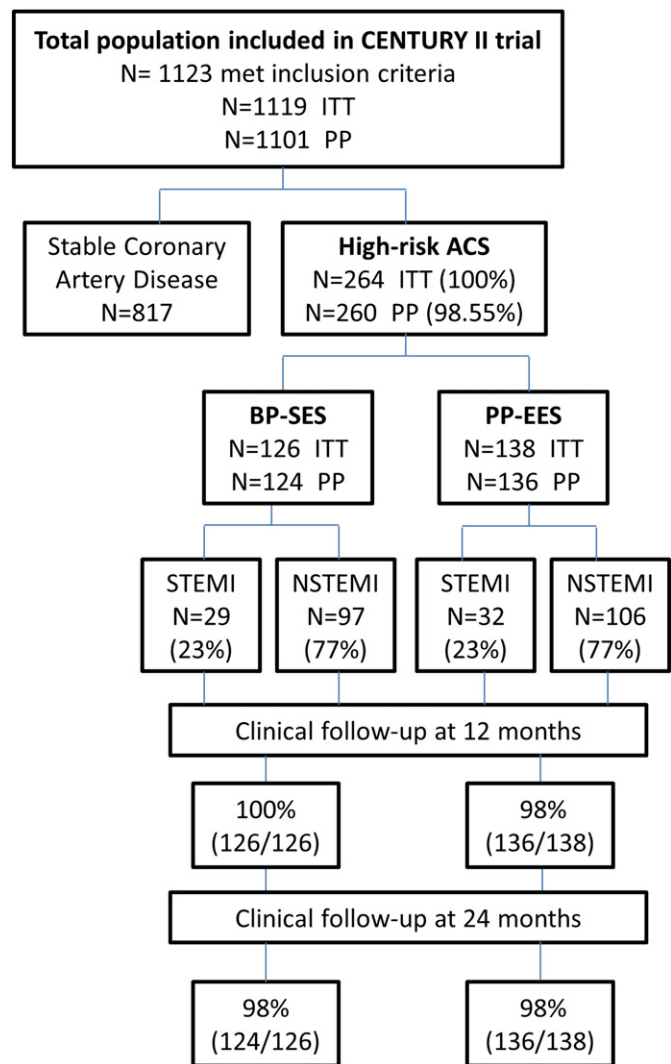 Total population included in CENTURY II trial
N= 1123 met inclusion criteria
N=1119 ITT
N=1101 PP
Stable Coronary
Artery Disease
N=817
High-risk ACS
N=264 ITT (100%)
N=260 PP (98.55%)
BP-SES
N=126 ITT
N=124 PP
PP-EES
N=138 ITT
N=136 PP
STEMI
N=29
(23%)
NSTEMI
N=97
(77%)
STEMI
N=32
(23%)
NSTEMI
N=106
(77%)
Clinical follow-up at 12 months
100%
(126/126)
98%
(136/138)
Clinical follow-up at 24 months
98%
(124/126)
98%
(136/138)